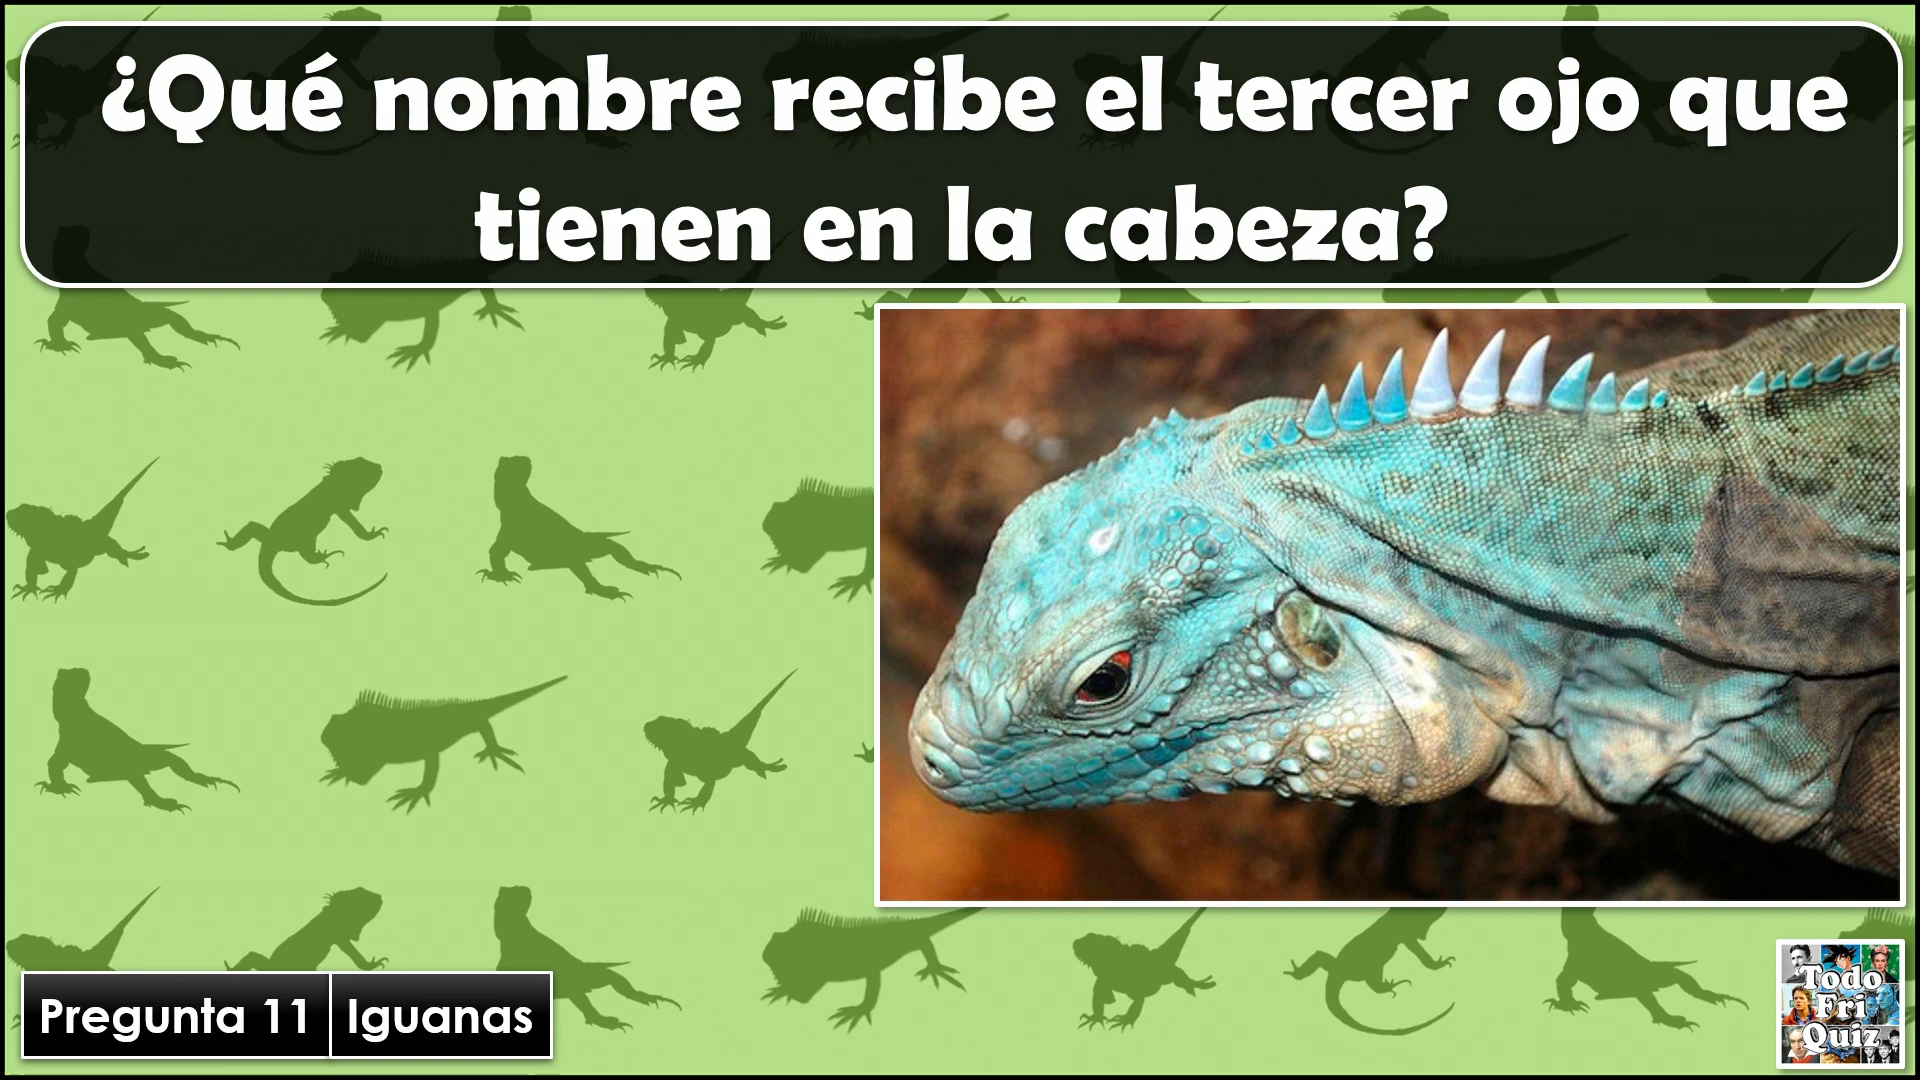 ¿Qué nombre recibe el tercer ojo que
tienen en la cabeza?
Pregunta 11 Iguanas
Todo
Fri
Quiz